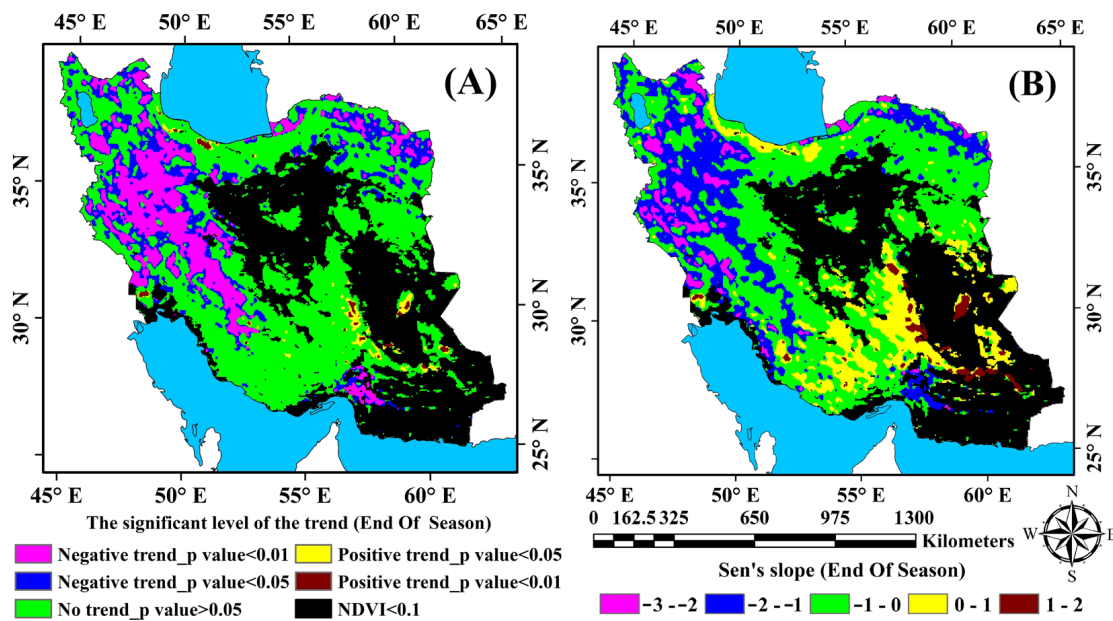 45° E 50° E 55° E 60° E 65° E
(A)
35° N
30° N
35° N
30° N
25° N
45° E 50° E 55° E 60° E
The significant level of the trend (End Of Season)
Negative trend_p value<0.01 Positive trend_p value<0.05
Negative trend_p value<0.05 Positive trend_p value<0.01
No trend_p value>0.05 NDVI<0.1
45° E 50° E 55° E 60° E 65° E
(B)
35° N
30° N
35° N
30° N
25° N
45° E 50° E 55° E 60° E
0 162.5 325 650 975 1300
Kilometers
N
W E
S
Sen's slope (End Of Season)
-3 --2 -2 --1 -1 - 0 0 - 1 1 - 2